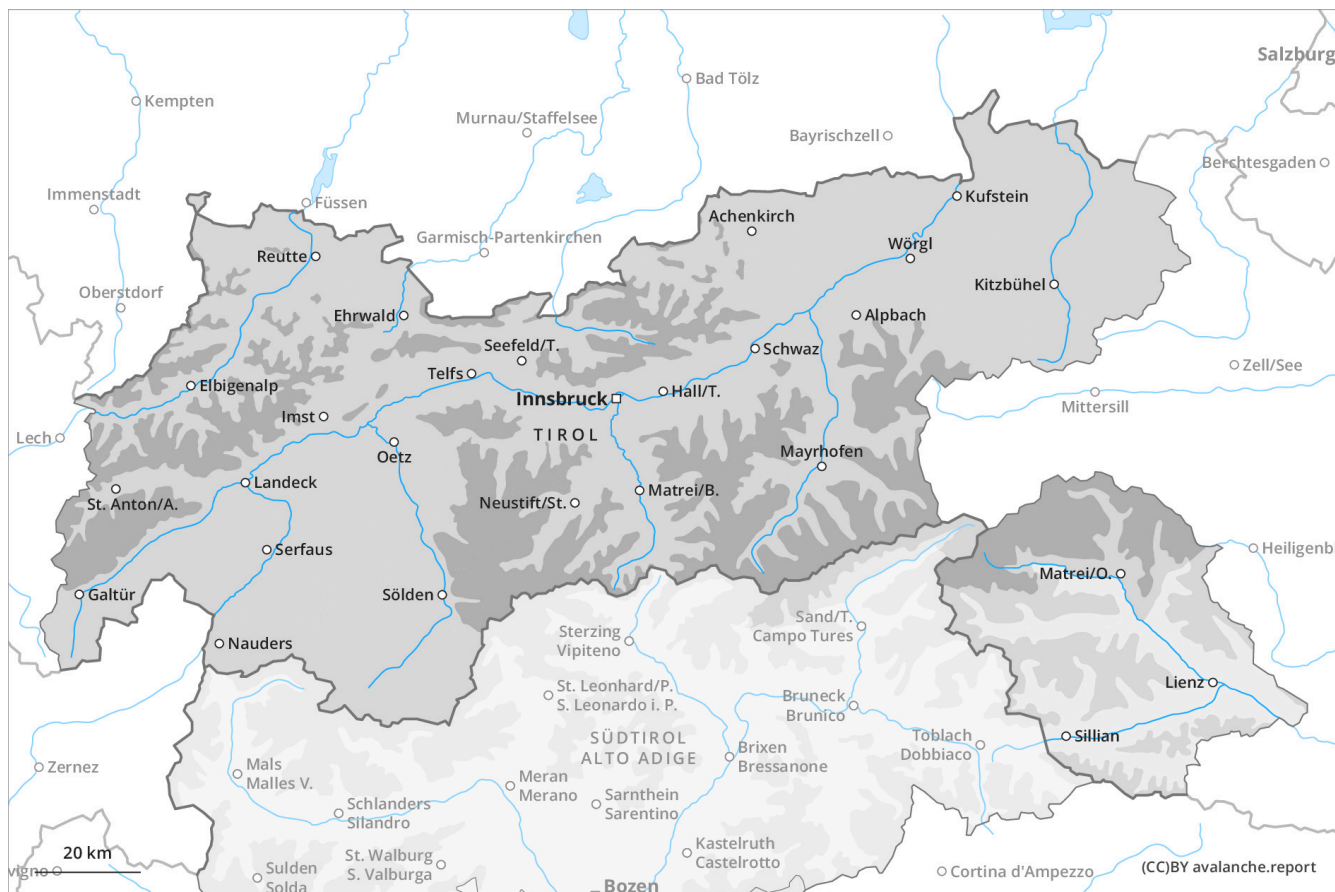 Salzburg
Bad Tölz
Kempten
Murnau/Staffelsee
Bayrischzell
Berchtesgaden
Immenstadt
Füssen
Kufstein
Achenkirch
Garmisch-Partenkirchen
Wörgl
Reutte
Kitzbühel
Oberstdorf
Ehrwald
Alpbach
Seefeld/T.
Schwaz
Zell/See
Telfs
Elbigenalp
Hall/T.
Innsbruck
Mittersill
Imst
TIROL
Lech
Oetz
Mayrhofen
Landeck
Matrei/B.
St. Anton/A.
Neustift/St.
Serfaus
Heiligenb
Matrei/O.
Galtür
Sölden
Sand/T.
Campo Tures
Sterzing
Vipiteno
Nauders
Lienz
St. Leonhard/P.
S. Leonardo i. P.
Bruneck
Brunico
Sillian
SÜDTIROL
ALTO ADIGE
Toblach
Dobbiaco
Brixen
Bressanone
Zernez
Mals
Malles V.
Meran
Merano
Schlanders
Silandro
Sarnthein
Sarentino
20 km
Kastelruth
Castelrotto
St. Walburg
S. Valburga
vigno
Sulden
Solda
Cortina d'Ampezzo
(CC)BY avalanche.report
Bozen